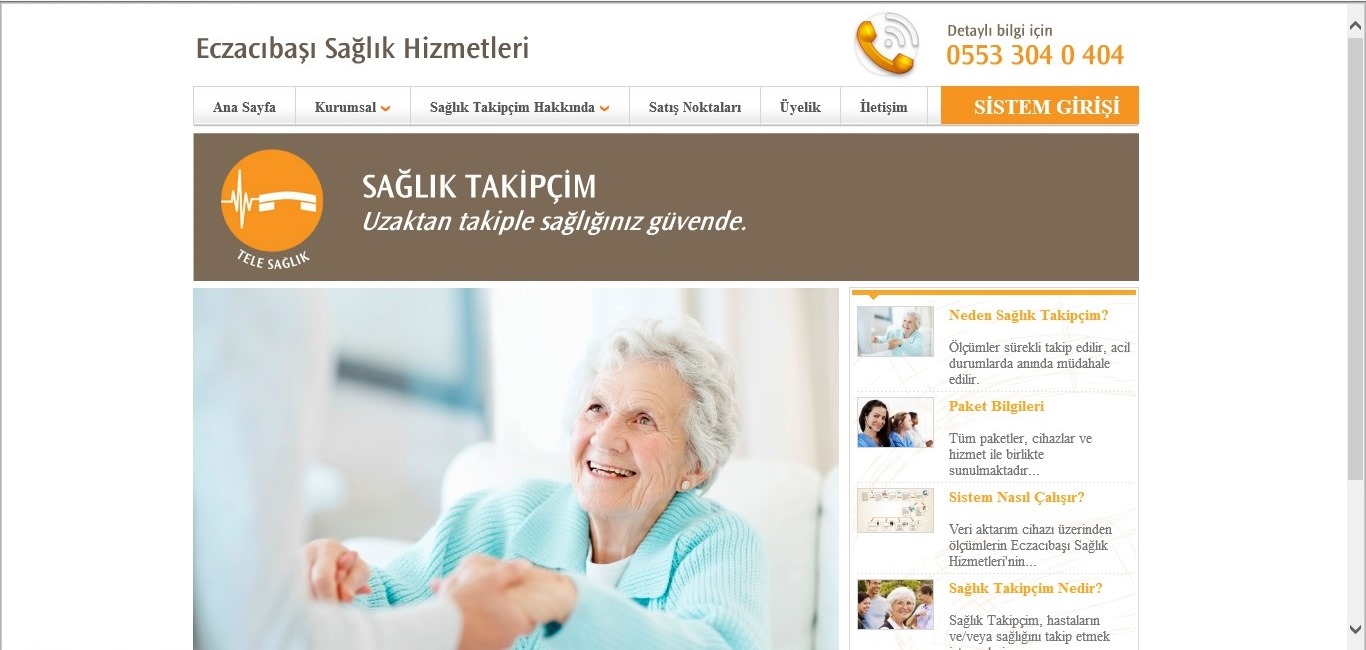 Eczacıbaşı Sağlık Hizmetleri
Detaylı bilgi için
0553 304 0 404
Ana Sayfa
Kurumsal
Sağlık Takipçim Hakkında
Satış Noktaları
Üyelik
İletişim
SİSTEM GİRİŞİ
SAĞLIK TAKİPÇİM
Uzaktan takiple sağlığınız güvende.
TELE SAĞLIK
Neden Sağlık Takipçim?
Ölçümler sürekli takip edilir, acil
durumlarda anında müdahale
edilir.
Paket Bilgileri
Tüm paketler, cihazlar ve
hizmet ile birlikte
sunulmaktadır...
Sistem Nasıl Çalışır?
Veri aktarım cihazı üzerinden
ölçümlerin Eczacıbaşı Sağlık
Hizmetleri'nin...
Sağlık Takipçim Nedir?
Sağlık Takipçim, hastaların
ve/veya sağlığını takip etmek